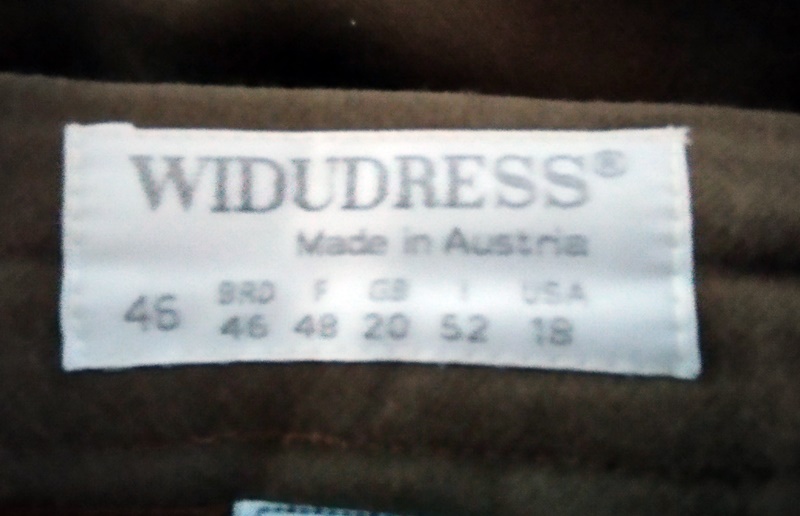 WIDUDRESS®
Made in Austria
BRD F GB I USA
46 46 48 20 52 18